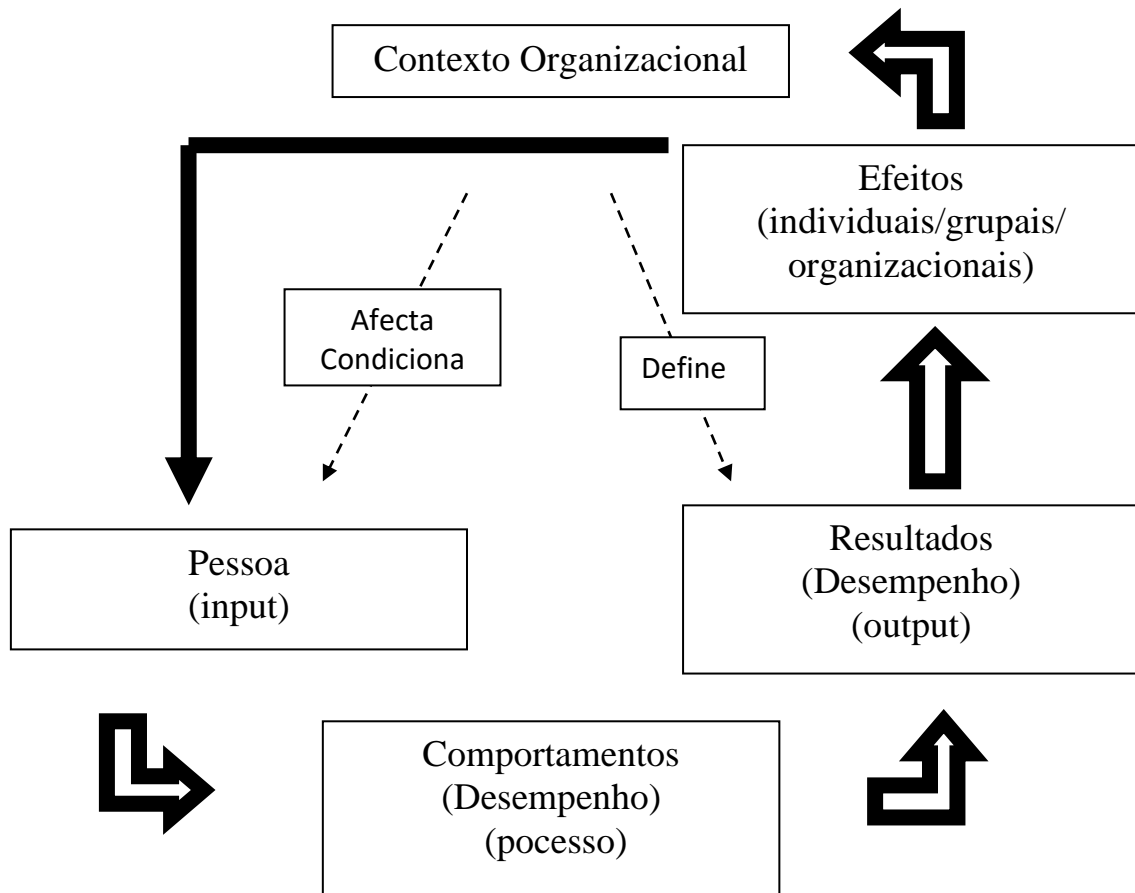 Contexto Organizacional
Efeitos
(individuais/grupais/
organizacionais)
Afecta
Condiciona
Define
Pessoa
(input)
Resultados
(Desempenho)
(output)
Comportamentos
(Desempenho)
(pocesso)